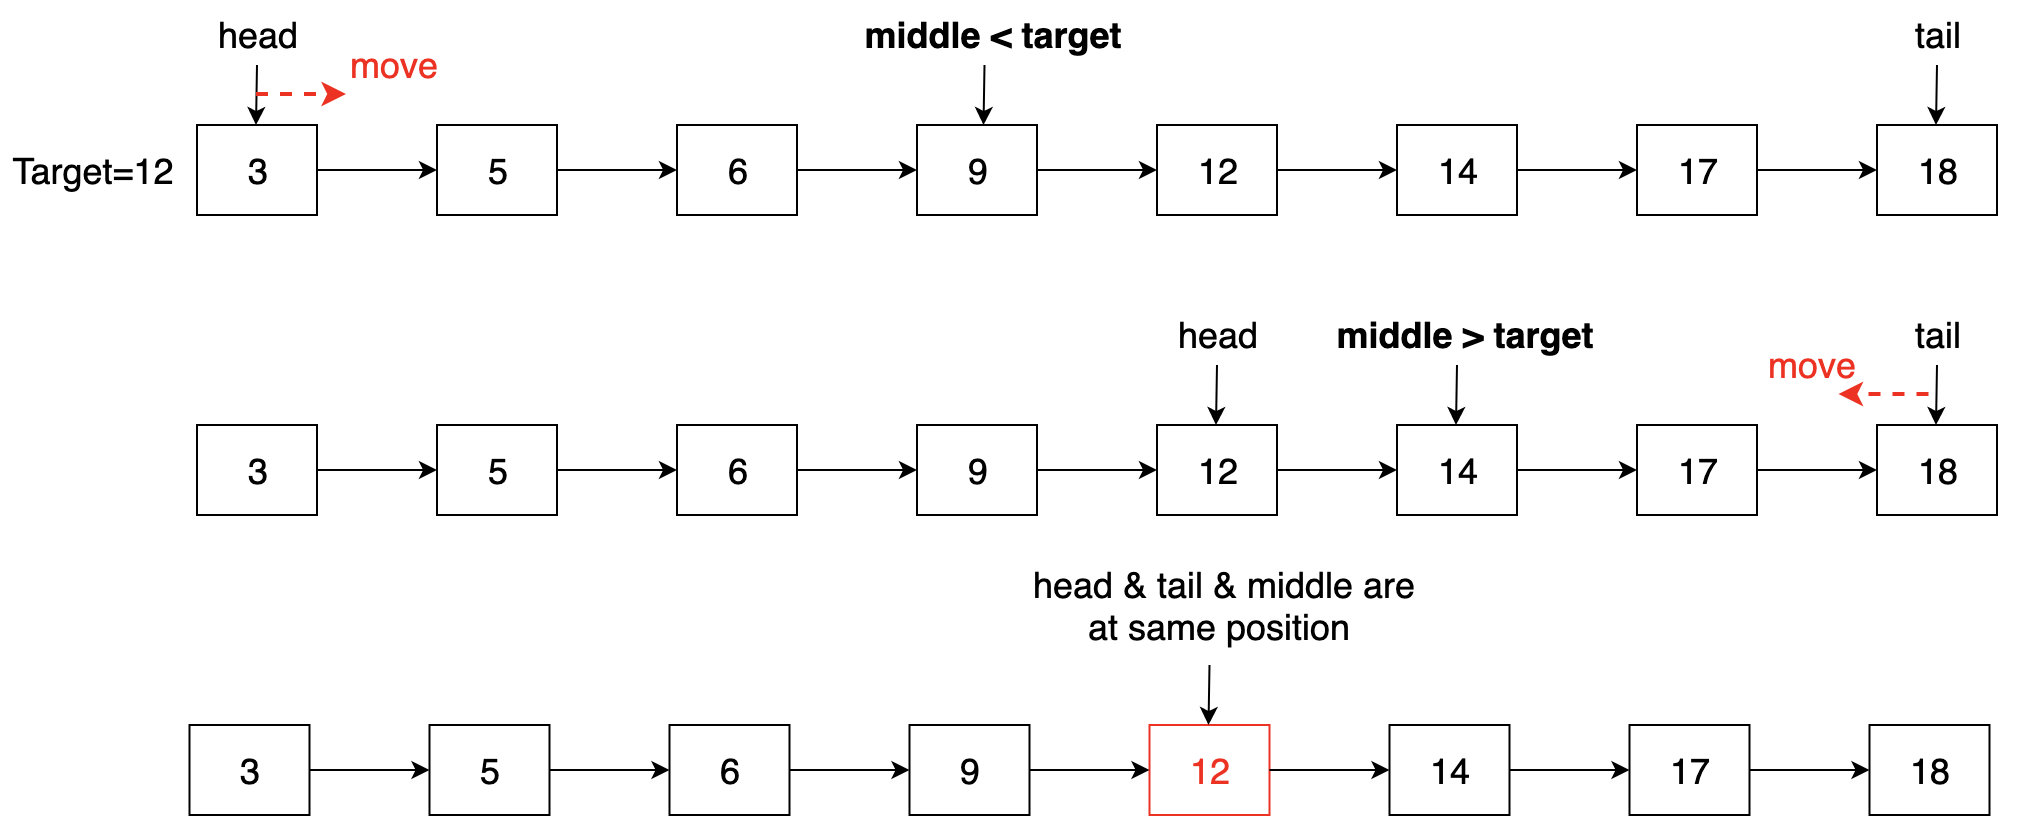 head
middle < target
tail
move
Target=12
3
5
6
9
12
14
17
18
head
middle > target
tail
move
3
5
6
9
12
14
17
18
head & tail & middle are
at same position
3
5
6
9
12
14
17
18